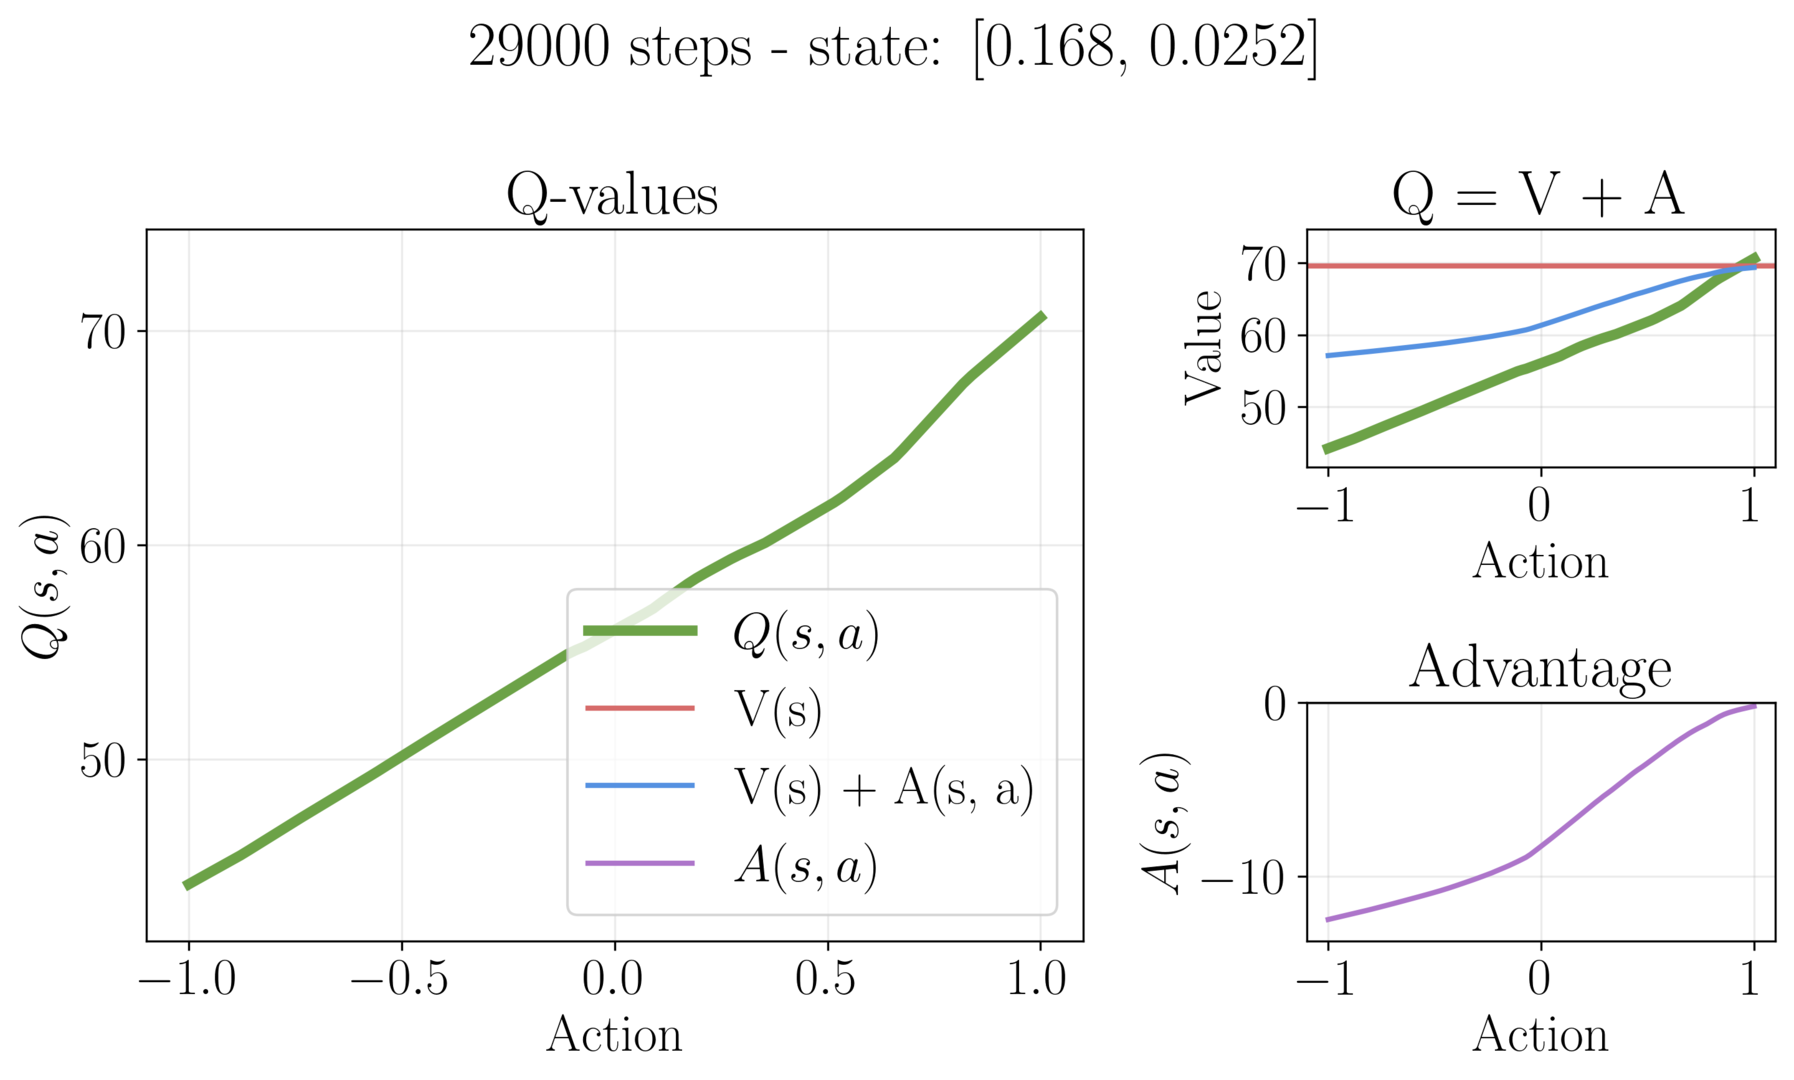 29000 steps - state: [0.168, 0.0252]
Q-values
Q(s, a)
70
60
50
−1.0 −0.5 0.0 0.5 1.0
Action
Q(s, a)
V(s)
V(s) + A(s, a)
A(s, a)
Q = V + A
Value
70
60
50
−1 0 1
Action
Advantage
A(s, a)
0
−10
−1 0 1
Action